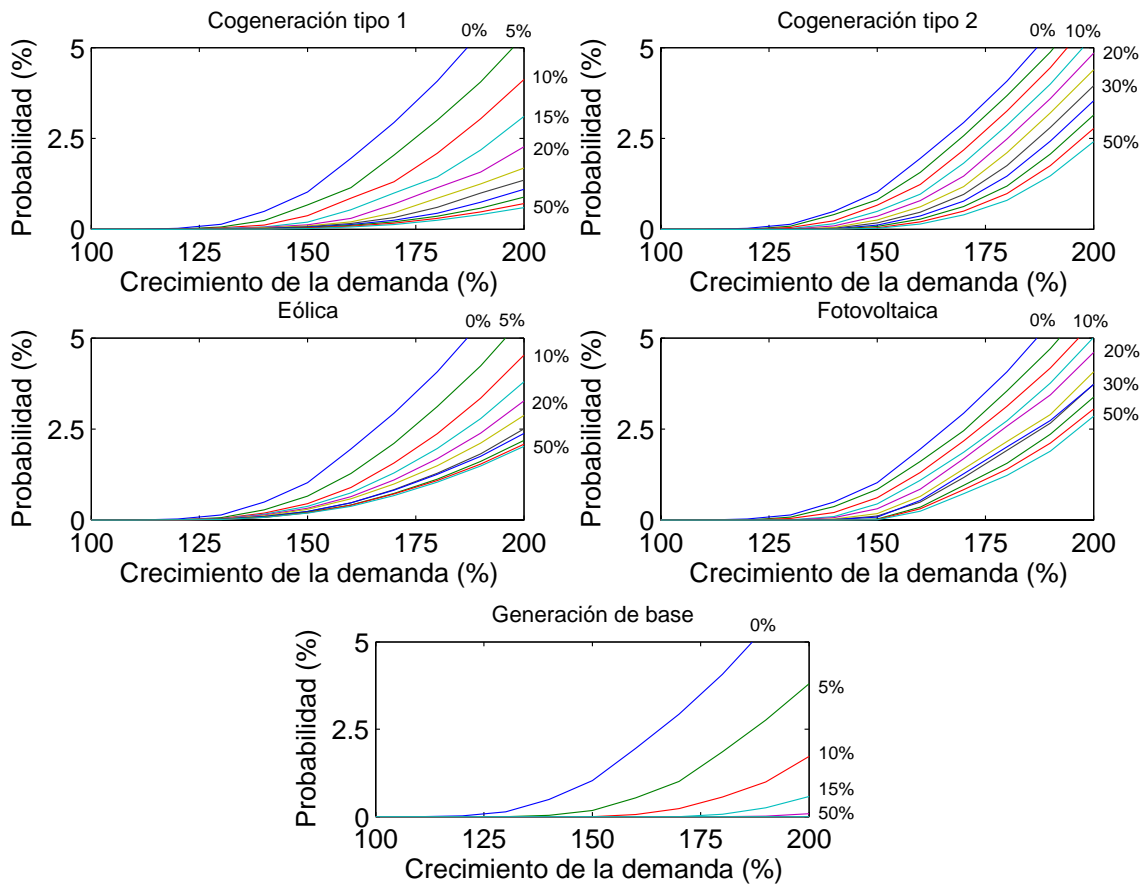 Cogeneración tipo 1
0% 5%
10%
15%
20%
50%
5
2.5
0
Probabilidad (%)
100 125 150 175 200
Crecimiento de la demanda (%)
Cogeneración tipo 2
0% 10%
20%
30%
50%
5
2.5
0
Probabilidad (%)
100 125 150 175 200
Crecimiento de la demanda (%)
Eólica
0% 5%
10%
20%
50%
5
2.5
0
Probabilidad (%)
100 125 150 175 200
Crecimiento de la demanda (%)
Fotovoltaica
0% 10%
20%
30%
50%
5
2.5
0
Probabilidad (%)
100 125 150 175 200
Crecimiento de la demanda (%)
Generación de base
0%
5%
10%
15%
50%
5
2.5
0
Probabilidad (%)
100 125 150 175 200
Crecimiento de la demanda (%)